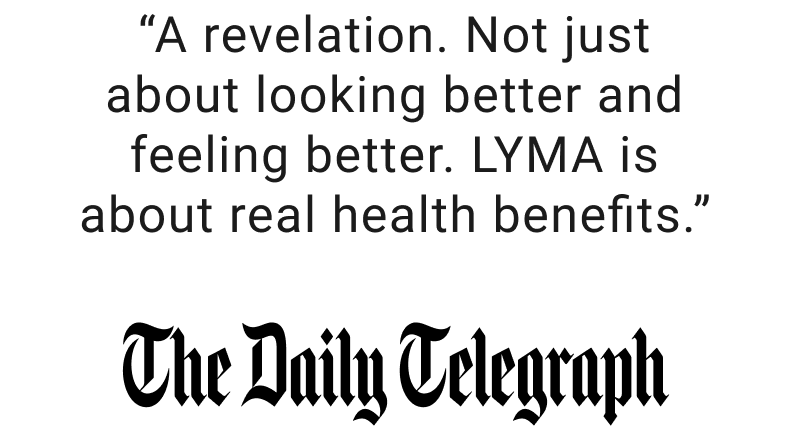 “A revelation. Not just
about looking better and
feeling better. LYMA is
about real health benefits.”
The Daily Telegraph